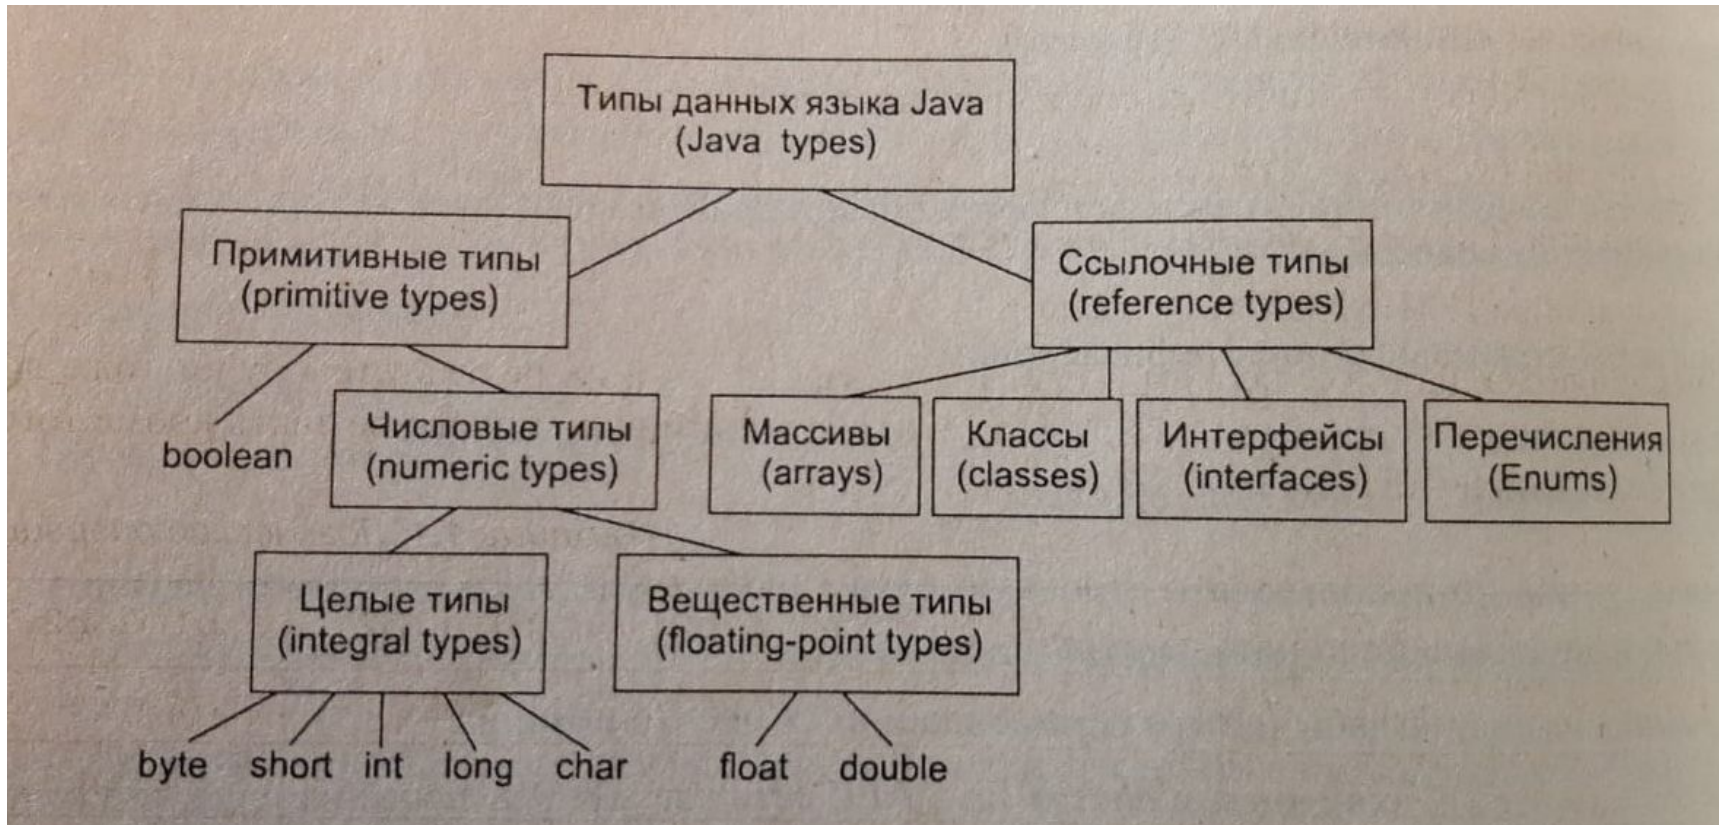 Типы данных языка Java
(Java types)
Примитивные типы
(primitive types)
Ссылочные типы
(reference types)
boolean
Числовые типы
(numeric types)
Массивы
(arrays)
Классы
(classes)
Интерфейсы
(interfaces)
Перечисления
(Enums)
Целые типы
(integral types)
Вещественные типы
(floating-point types)
byte short int long char float double